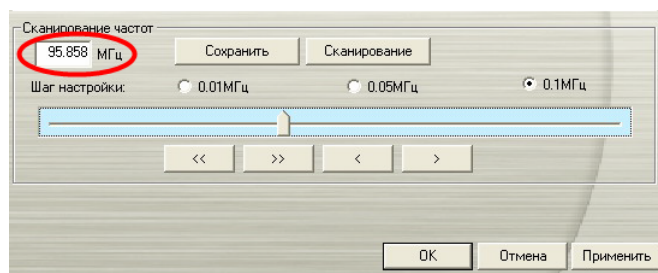 Сканирование частот
95.858 МГц Сохранить Сканирование
Шаг настройки: 0.01МГц 0.05МГц 0.1МГц
<< >> < >
OK Отмена Применить